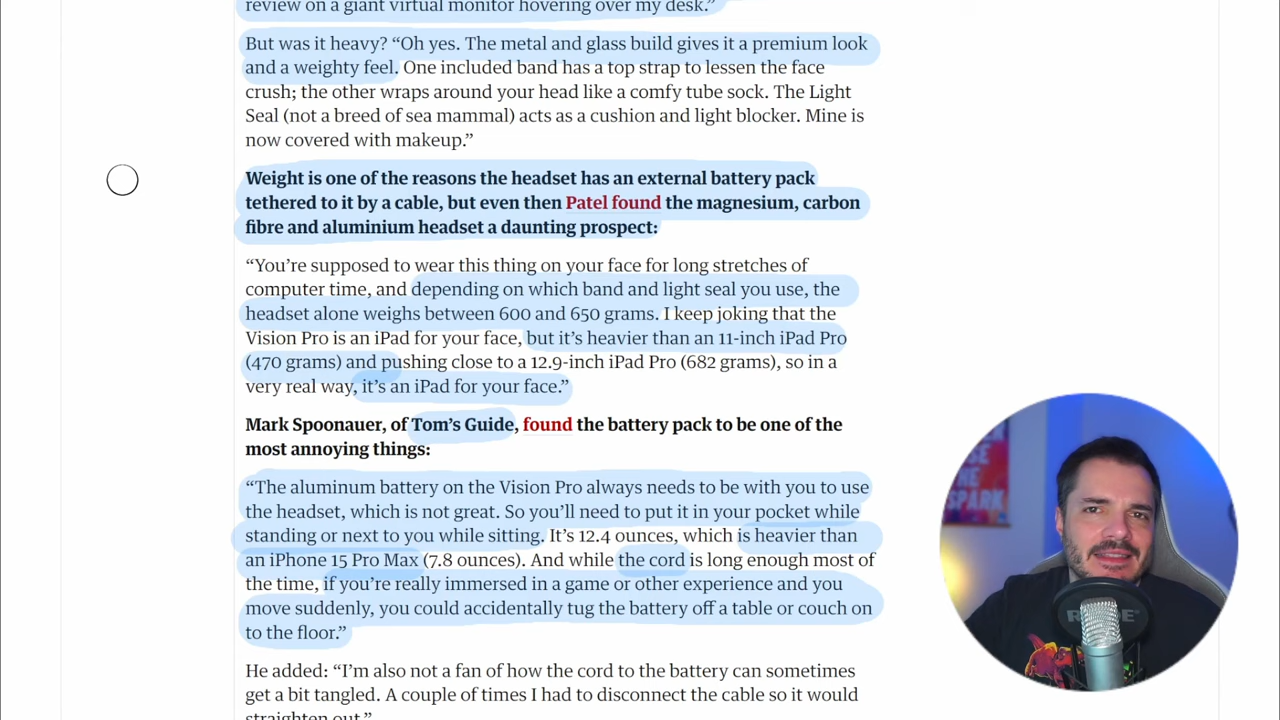 review on a giant virtual monitor hovering over my desk.”
But was it heavy? “Oh yes. The metal and glass build gives it a premium look
and a weighty feel. One included band has a top strap to lessen the face
crush; the other wraps around your head like a comfy tube sock. The Light
Seal (not a breed of sea mammal) acts as a cushion and light blocker. Mine is
now covered with makeup.”
Weight is one of the reasons the headset has an external battery pack
tethered to it by a cable, but even then Patel found the magnesium, carbon
fibre and aluminium headset a daunting prospect:
“You’re supposed to wear this thing on your face for long stretches of
computer time, and depending on which band and light seal you use, the
headset alone weighs between 600 and 650 grams. I keep joking that the
Vision Pro is an iPad for your face, but it’s heavier than an 11-inch iPad Pro
(470 grams) and pushing close to a 12.9-inch iPad Pro (682 grams), so in a
very real way, it’s an iPad for your face.”
Mark Spoonauer, of Tom’s Guide, found the battery pack to be one of the
most annoying things:
“The aluminum battery on the Vision Pro always needs to be with you to use
the headset, which is not great. So you’ll need to put it in your pocket while
standing or next to you while sitting. It’s 12.4 ounces, which is heavier than
an iPhone 15 Pro Max (7.8 ounces). And while the cord is long enough most of
the time, if you’re really immersed in a game or other experience and you
move suddenly, you could accidentally tug the battery off a table or couch on
to the floor.”
He added: “I’m also not a fan of how the cord to the battery can sometimes
get a bit tangled. A couple of times I had to disconnect the cable so it would
straighten out.”
THE
SPARK